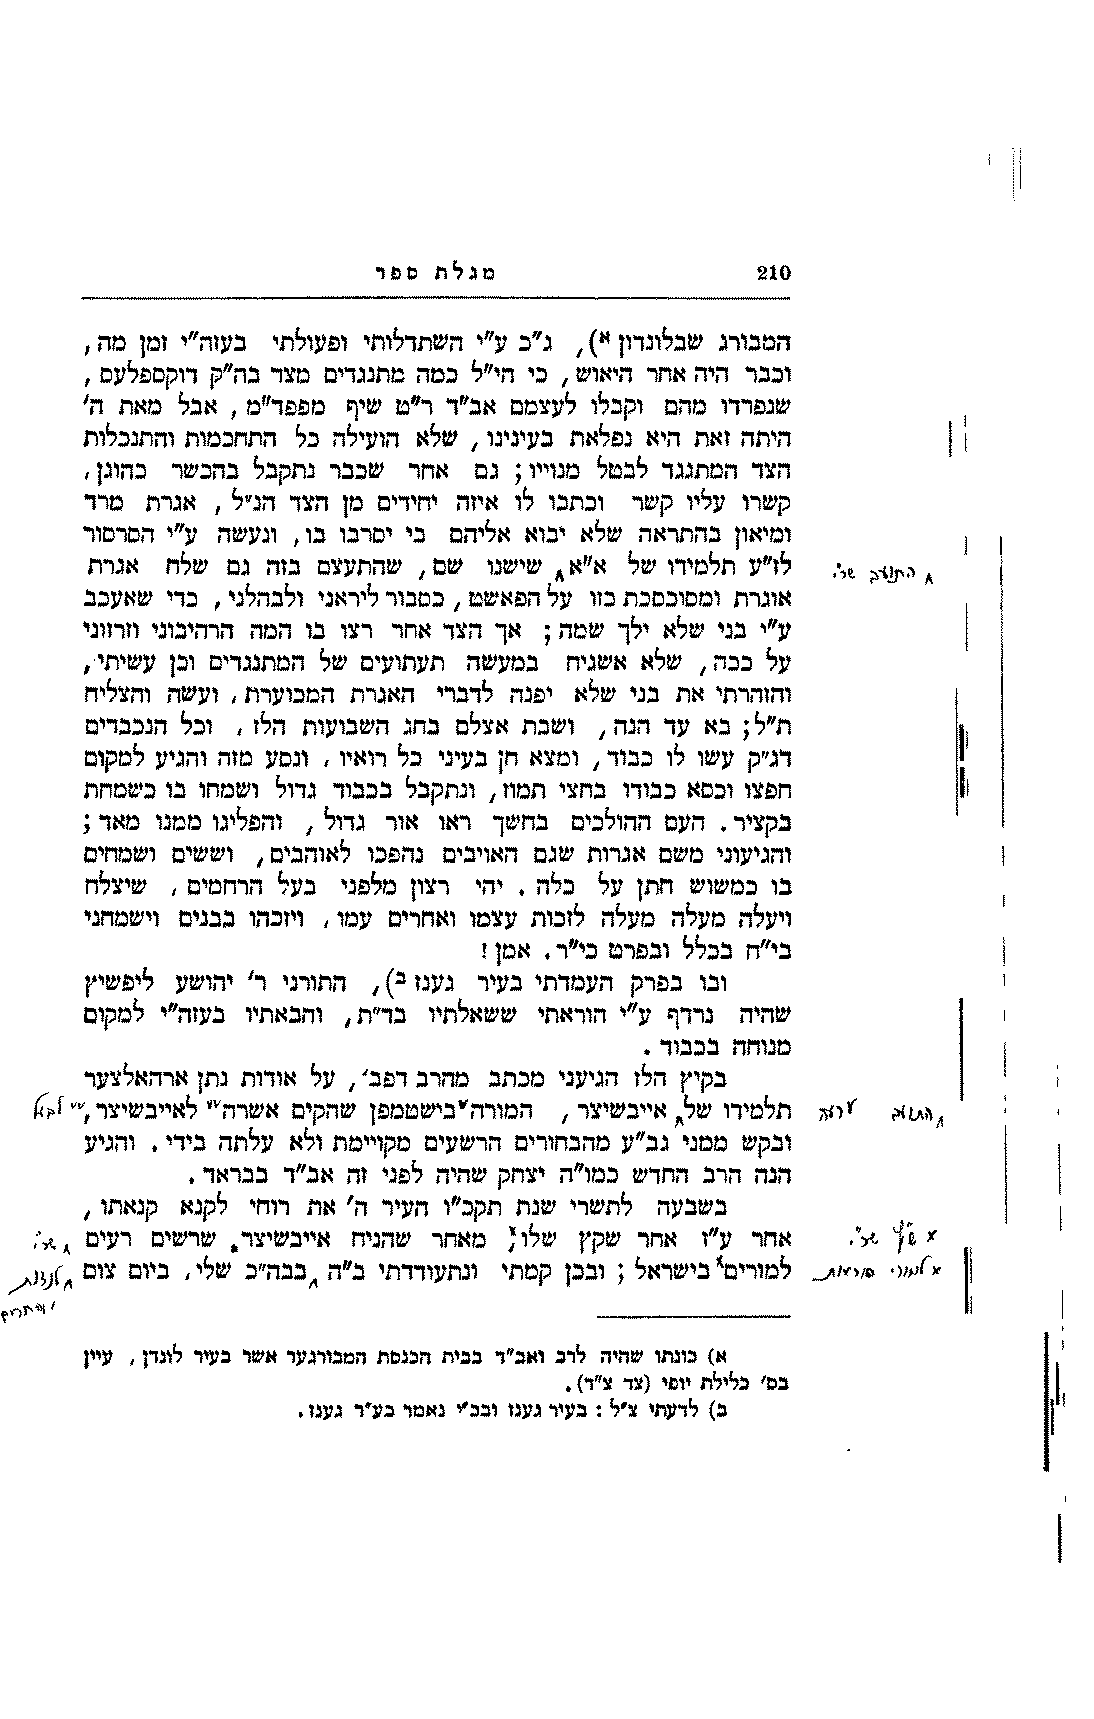 210 מגלת ספר
המבורג שבלונדון א), ג"כ ע"י השתדלותי ופעולתי בעזה"י זמן מה,
וכבר היה אחר היאוש, כי הי"ל כמה מתנגדים מצד בה"ק דוקספלעם,
שנפרדו מהם וקבלו לעצמם אב"ד ר"ט שיף מפפד"מ, אבל מאת ה'
היתה זאת היא נפלאת בעינינו, שלא הועילה כל התחכמות והתנכלות
הצד המתנגד לבטל מנוייו; גם אחר שכבר נתקבל בהכשר כהוגן,
קשרו עליו קשר וכתבו לו איזה יחידים מן הצד הנ"ל, אגרת מרד
ומיאון בהתראה שלא יבוא אליהם כי יסרבו בו, ונעשה ע"י הסרסור
לז"ע תלמידו של א"א שישנו שם, שהתעצם בזה גם שלח אגרת
אוגרת ומסוכסכת כזו על הפאשט, כסבור ליראני ולבהלני, כדי שאעכב
ע"י בני שלא ילך שמה; אך הצד אחר רצו בו המה הרהיבוני וזרזוני
על ככה, שלא אשגיח במעשה תעתועים של המתנגדים וכן עשיתי,
והזהרתי את בני שלא יפנה לדברי האגרת המכוערת, ועשה והצליח
ת"ל; בא עד הנה, ושבת אצלם בחג השבועות הלז, וכל הנכבדים
דג"ק עשו לו כבוד, ומצא חן בעיני כל רואיו, ונסע מזה והגיע למקום
חפצו וכסא כבודו בחצי תמוז, ונתקבל בכבוד גדול ושמחו בו כשמחת
בקציר. העם ההולכים בחשך ראו אור גדול, והפליגו ממנו מאד;
והגיעוני משם אגרות שגם האויבים נהפכו לאוהבים, וששים ושמחים
בו כמשוש חתן על כלה. יהי רצון מלפני בעל הרחמים, שיצלח
ויעלה מעלה מעלה לזכות עצמו ואחרים עמו, ויזכהו בבנים וישמחני
בי"ח בכלל ובפרט כי"ר. אמן!
ובו בפרק העמדתי בעיר גענז ב), התורני ר' יהושע ליפשיץ
שהיה נרדף ע"י הוראתי ששאלתיו בד"ת, והבאתיו בעזה"י למקום
מנוחה בכבוד.
בקיץ הלז הגיעני מכתב מהרב דפב', על אודות נתן ארהאלצער
תלמידו של אייבשיצר, המורה בישטמפן שהקים אשרה לאייבשיצר,
ובקש ממני גב"ע מהבחורים הרשעים מקויימת ולא עלתה בידי. והגיע
הנה הרב החדש כמו"ה יצחק שהיה לפני זה אב"ד בבראד.
בשבעה לתשרי שנת תקכ"ו העיר ה' את רוחי לקנא קנאתו,
אחר ע"ז אחר שקץ שלו, מאחר שהניח אייבשיצר שרשים רעים
למורים בישראל; ובכן קמתי ונתעודדתי ב"ה בבה"כ שלי, ביום צום
א) כונתו שהיה לרב ואב"ד בבית הכנסת המבורגער אשר בעיר לונדן, עיין
בס' כלילת יופי (צד צ"ד).
ב) לדעתי צ"ל: בעיר גענז ובכ"י נאמר בע"ר גענז.